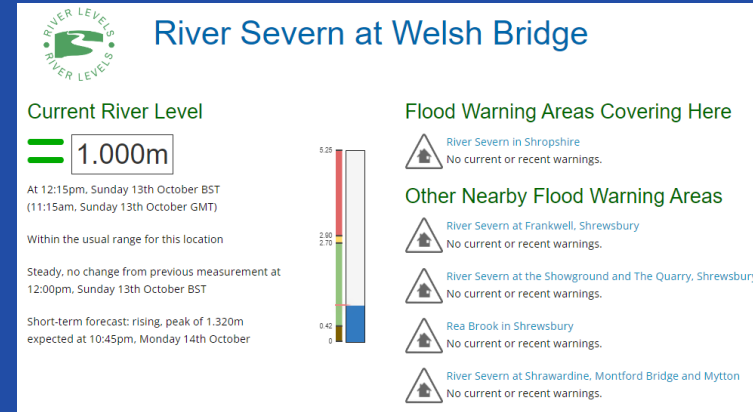 RIVER LEVELS
RIVER LEVELS
River Severn at Welsh Bridge
Current River Level
1.000m
At 12:15pm, Sunday 13th October BST
(11:15am, Sunday 13th October GMT)
Within the usual range for this location
Steady, no change from previous measurement at
12:00pm, Sunday 13th October BST
Short-term forecast: rising, peak of 1.320m
expected at 10:45pm, Monday 14th October
5.25
2.90
2.70
0.42
0
Flood Warning Areas Covering Here
River Severn in Shropshire
No current or recent warnings.
Other Nearby Flood Warning Areas
River Severn at Frankwell, Shrewsbury
No current or recent warnings.
River Severn at the Showground and The Quarry, Shrewsbury
No current or recent warnings.
Rea Brook in Shrewsbury
No current or recent warnings.
River Severn at Shrawardine, Montford Bridge and Mytton
No current or recent warnings.